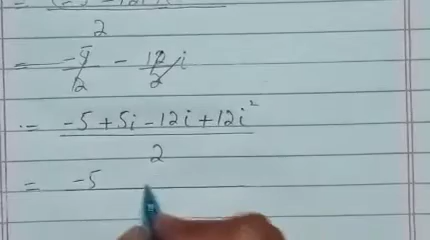 2
= -5/2 - 12/2 i
= -5 + 5i - 12i + 12i²
2
= -5